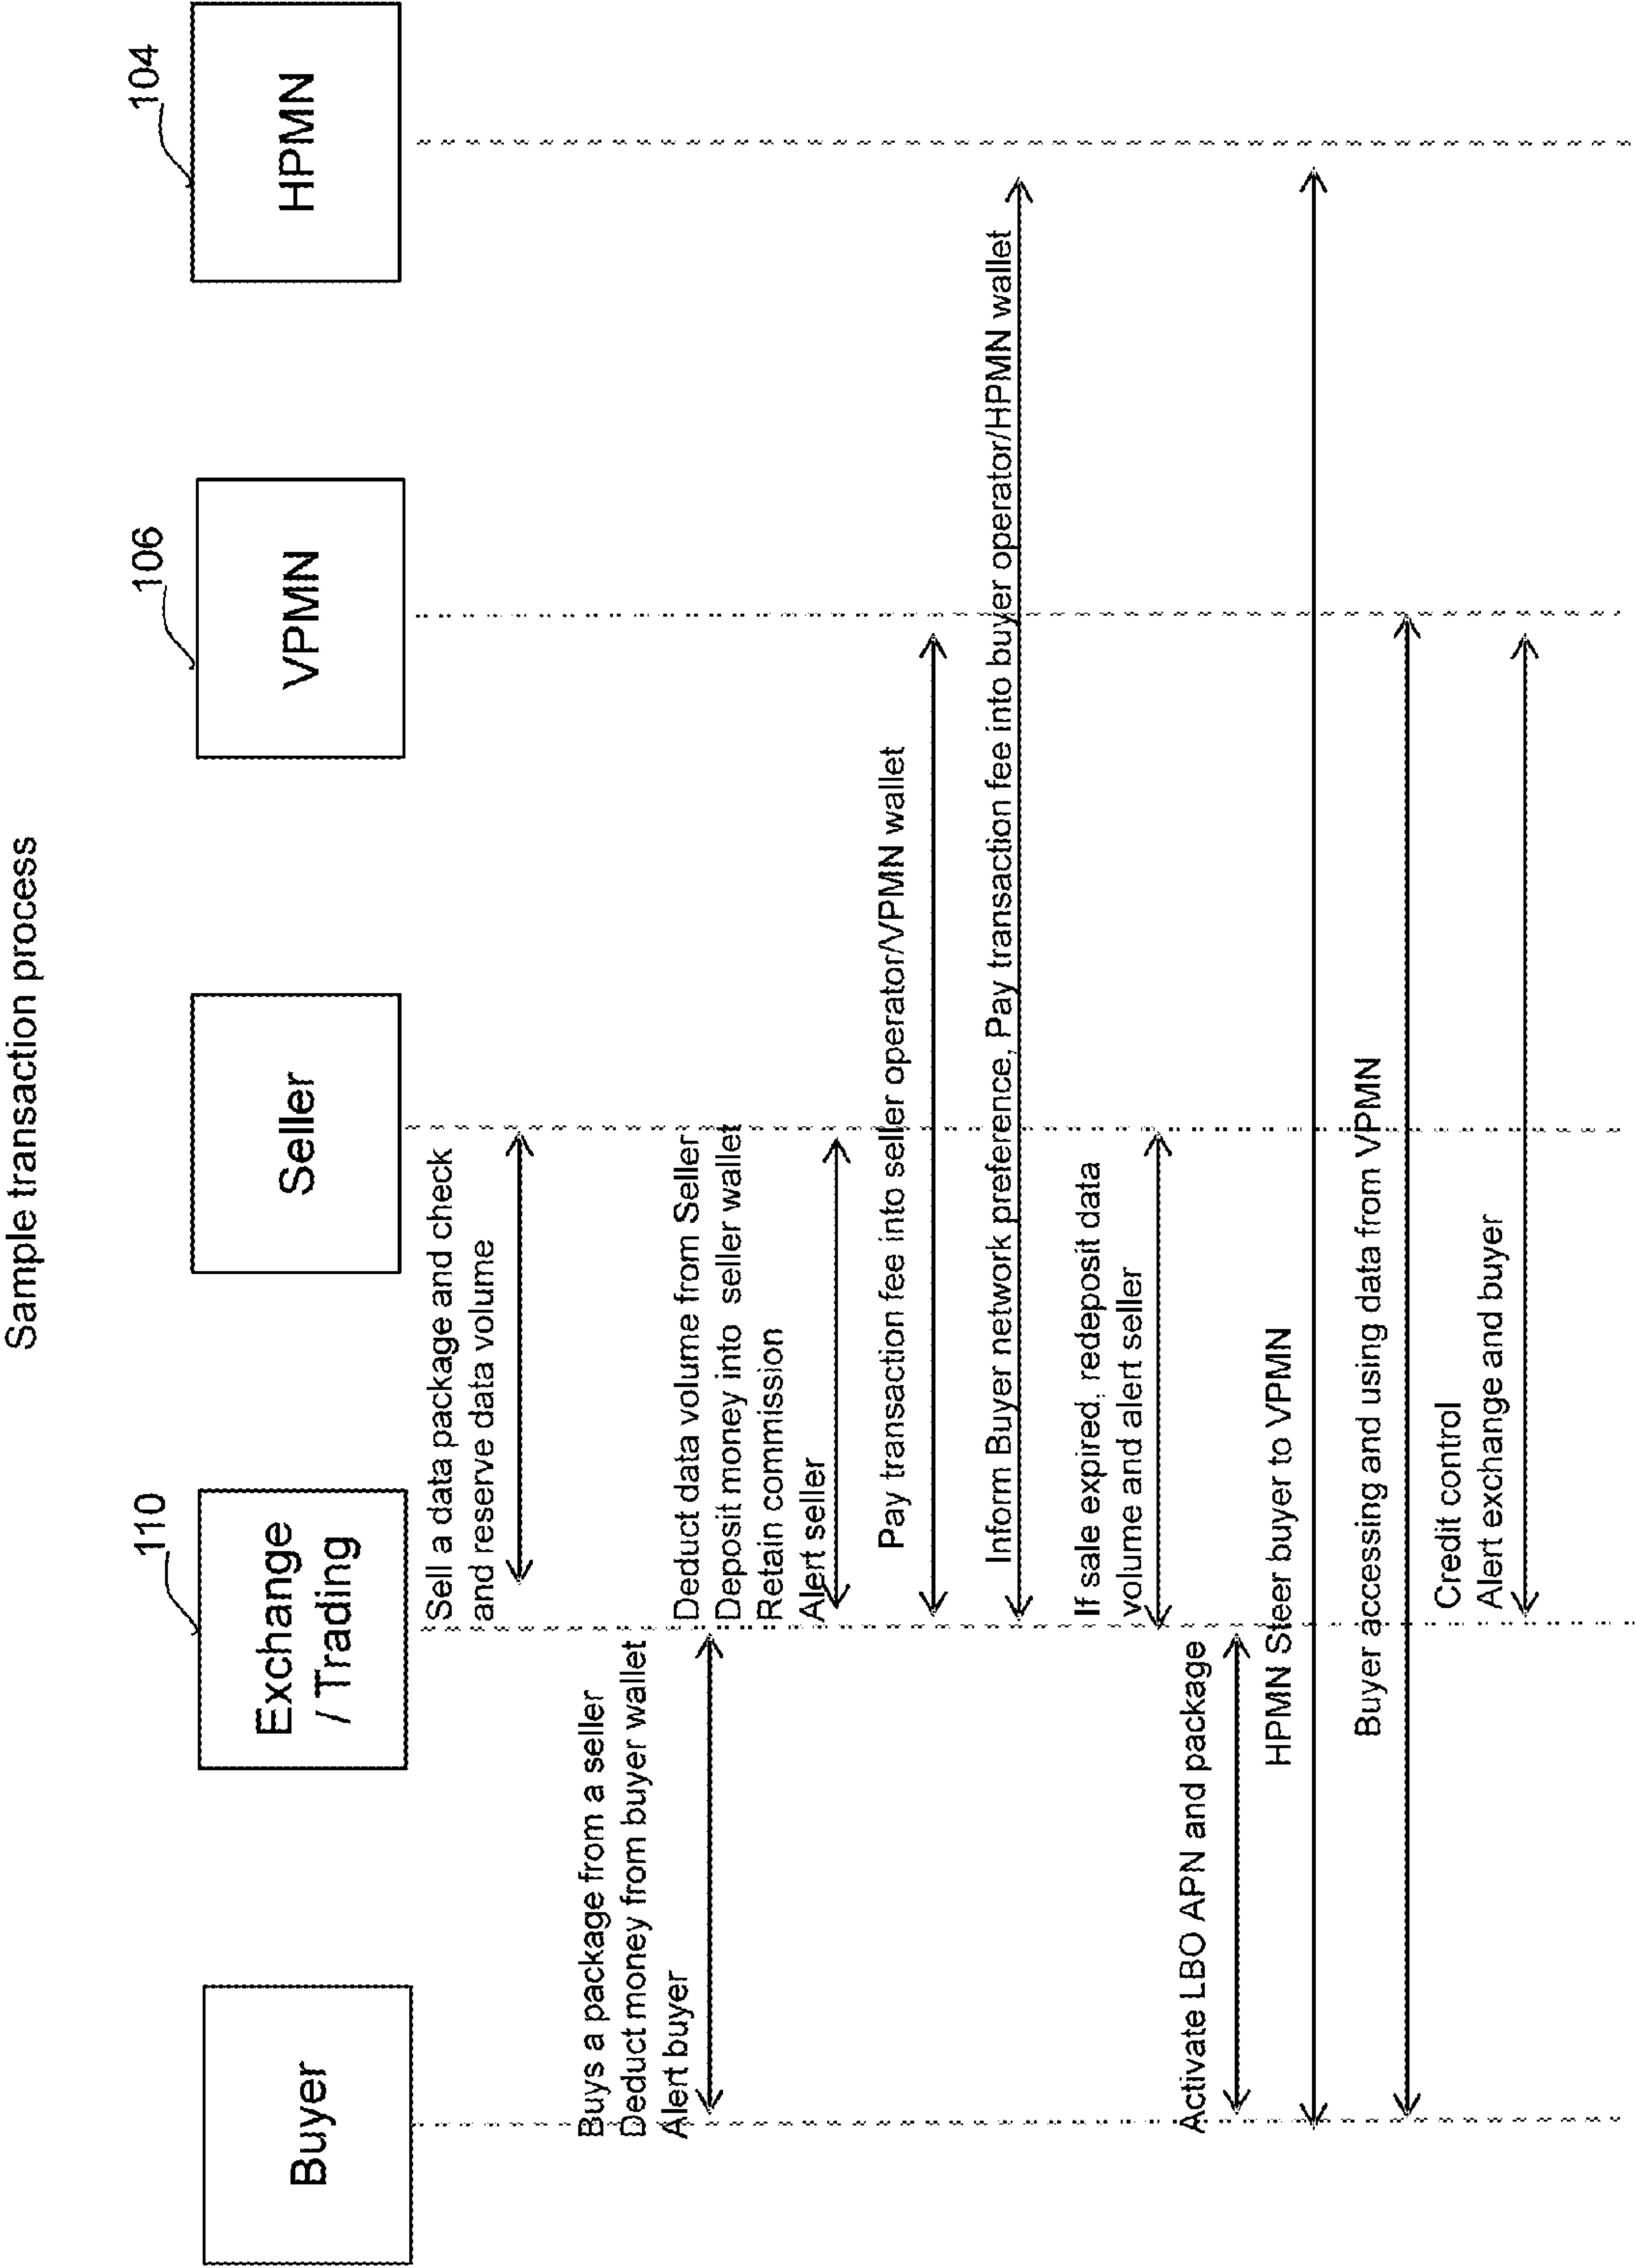 Sample transaction process
110
106
104
Buyer
Exchange
/ Trading
Seller
VPMN
HPMN
Sell a data package and check
and reserve data volume
Buys a package from a seller
Deduct money from buyer wallet
Alert buyer
Deduct data volume from Seller
Deposit money into seller wallet
Retain commission
Alert seller
Pay transaction fee into seller operator/VPMN wallet
Inform Buyer network preference, Pay transaction fee into buyer operator/HPMN wallet
If sale expired, redeposit data
volume and alert seller
Activate LBO APN and package
HPMN Steer buyer to VPMN
Buyer accessing and using data from VPMN
Credit control
Alert exchange and buyer